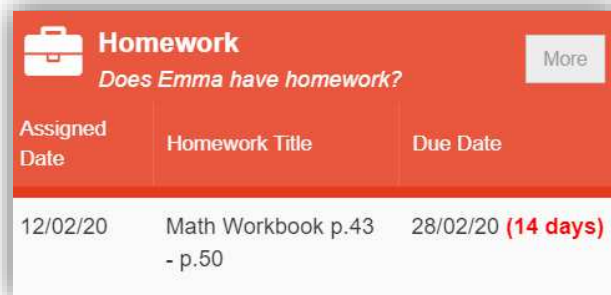 Homework
Does Emma have homework?
More
Assigned
Date
Homework Title
Due Date
12/02/20
Math Workbook p.43
- p.50
28/02/20 (14 days)